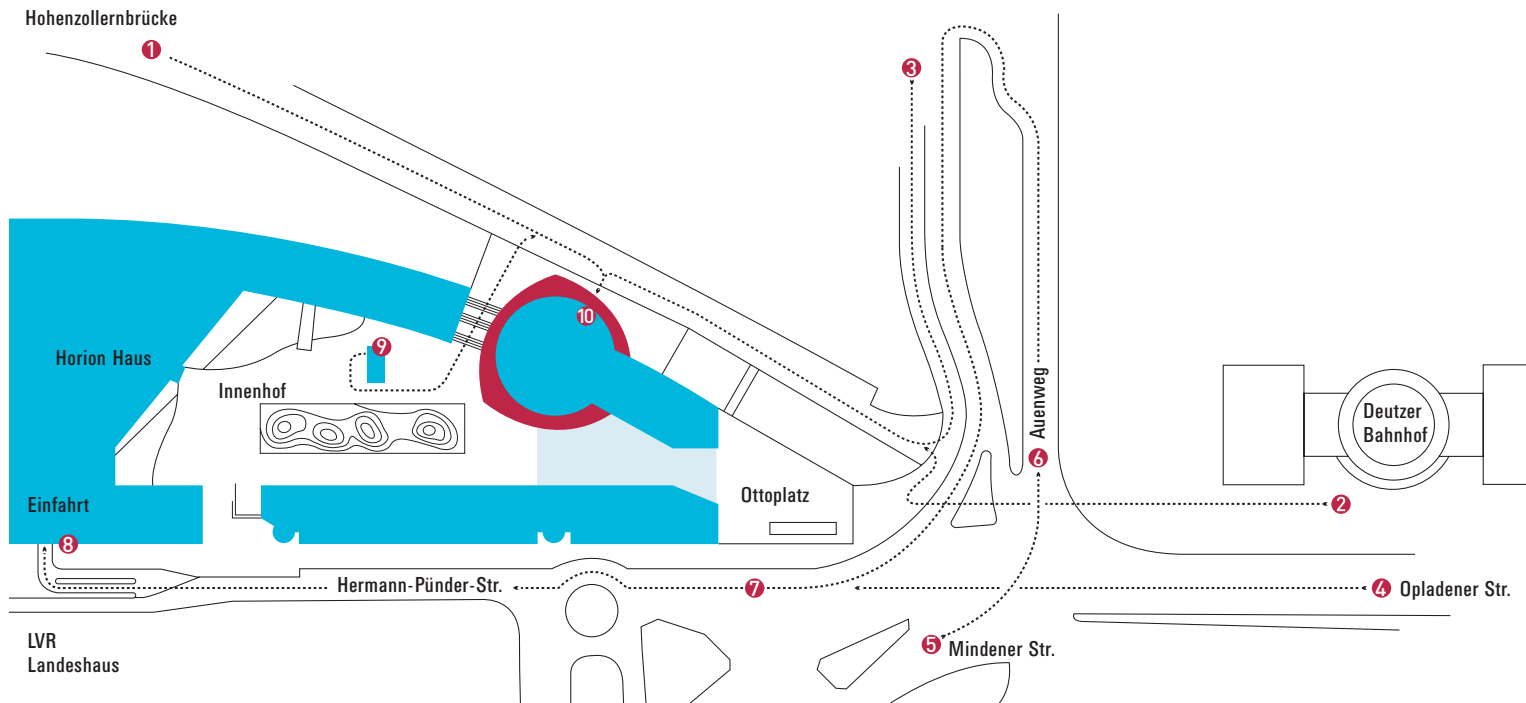 Hohenzollernbrücke
1
3
Horion Haus
9
10
Innenhof
Auenweg
6
Deutzer
Bahnhof
Einfahrt
Ottoplatz
2
8
Hermann-Pünder-Str.
7
4 Opladener Str.
LVR
Landeshaus
5 Mindener Str.